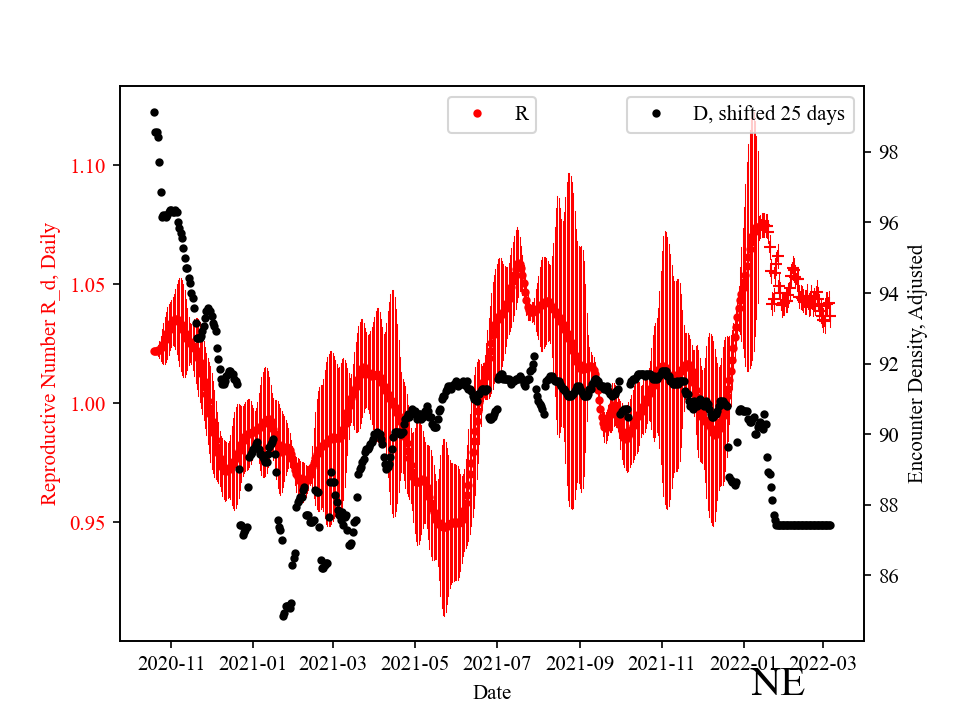 R
D, shifted 25 days
Reproductive Number R_d, Daily
1.10
1.05
1.00
0.95
98
96
94
92
90
88
86
Encounter Density, Adjusted
2020-11 2021-01 2021-03 2021-05 2021-07 2021-09 2021-11 2022-01 2022-03
Date
NE